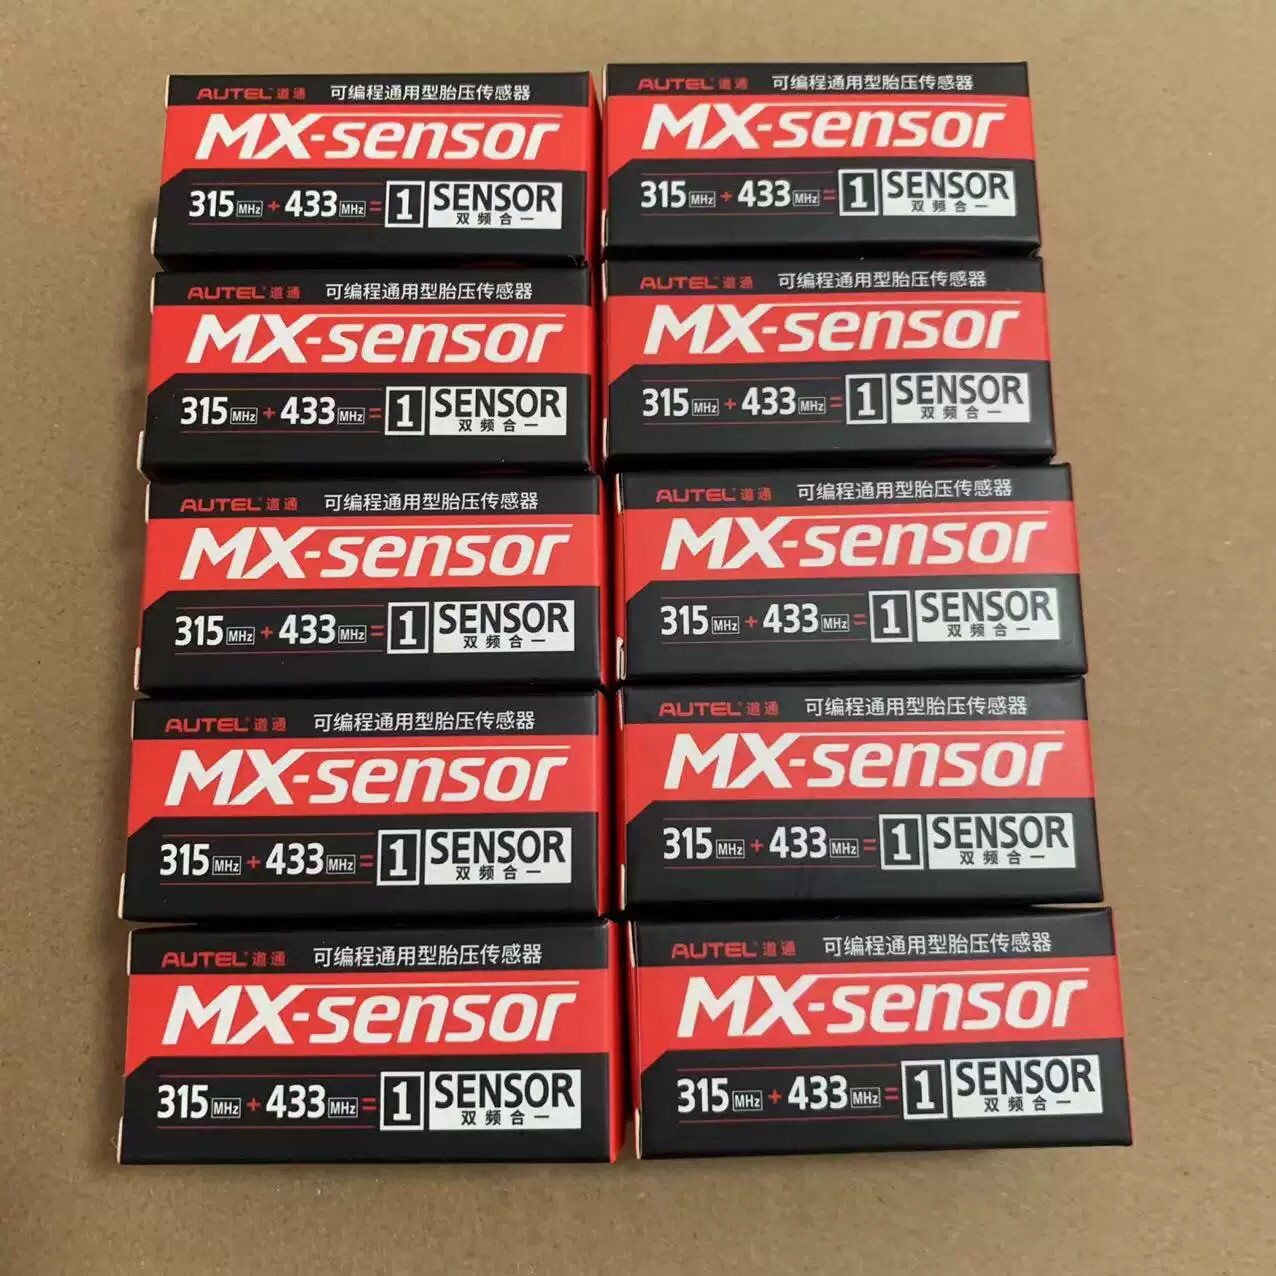 AUTEL 道通 可编程通用型胎压传感器
MX-sensor
315 MHz + 433 MHz = 1 SENSOR
双频合一
AUTEL 道通 可编程通用型胎压传感器
MX-sensor
315 MHz + 433 MHz = 1 SENSOR
双频合一
AUTEL 道通 可编程通用型胎压传感器
MX-sensor
315 MHz + 433 MHz = 1 SENSOR
双频合一
AUTEL 道通 可编程通用型胎压传感器
MX-sensor
315 MHz + 433 MHz = 1 SENSOR
双频合一
AUTEL 道通 可编程通用型胎压传感器
MX-sensor
315 MHz + 433 MHz = 1 SENSOR
双频合一
AUTEL 道通 可编程通用型胎压传感器
MX-sensor
315 MHz + 433 MHz = 1 SENSOR
双频合一
AUTEL 道通 可编程通用型胎压传感器
MX-sensor
315 MHz + 433 MHz = 1 SENSOR
双频合一
AUTEL 道通 可编程通用型胎压传感器
MX-sensor
315 MHz + 433 MHz = 1 SENSOR
双频合一
AUTEL 道通 可编程通用型胎压传感器
MX-sensor
315 MHz + 433 MHz = 1 SENSOR
双频合一
AUTEL 道通 可编程通用型胎压传感器
MX-sensor
315 MHz + 433 MHz = 1 SENSOR
双频合一